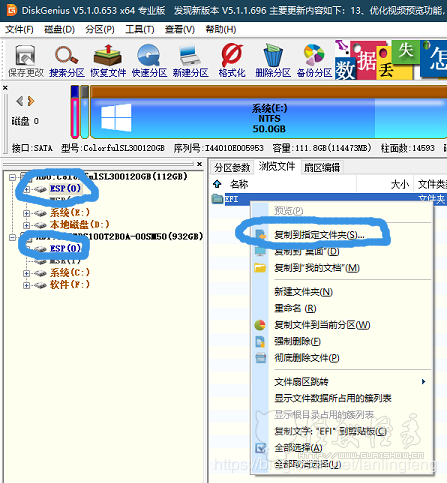 DiskGenius V5.1.0.653 x64 专业版 发现新版本 V5.1.1.696 主要更新内容如下：13、优化视频预览功能，
文件(F) 磁盘(D) 分区(P) 工具(T) 查看(V) 帮助(H)
保存更改 搜索分区 恢复文件 快速分区 新建分区 格式化 删除分区 备份分区 数据丢失怎
磁盘 0
系统(E:)
NTFS
50.0GB
接口:SATA 型号:ColorfulSL300120GB 序列号:I44010E005953 容量:111.8GB(114473MB) 柱面数:14593
分区参数 浏览文件 扇区编辑
名称 大小 文件类
EFI 文件夹
ColorfulSL300120GB(112GB)
ESP(0)
系统(E:)
本地磁盘(D:)
100T2B0A-00SM50(932GB)
ESP(0)
MSR(1)
系统(C:)
软件(F:)
预览(P)
复制到指定文件夹(S)...
复制到"桌面"(D)
复制到"我的文档"(M)
新建文件夹(N)
重命名 (R)
复制文件到当前分区(W)
强制删除(F)
彻底删除文件(P)
文件扇区跳转
显示文件数据所占用的簇列表
显示根目录占用的簇列表
复制文字: "EFI" 到剪贴板(C)
全部选择(A)
全部取消选择(U)